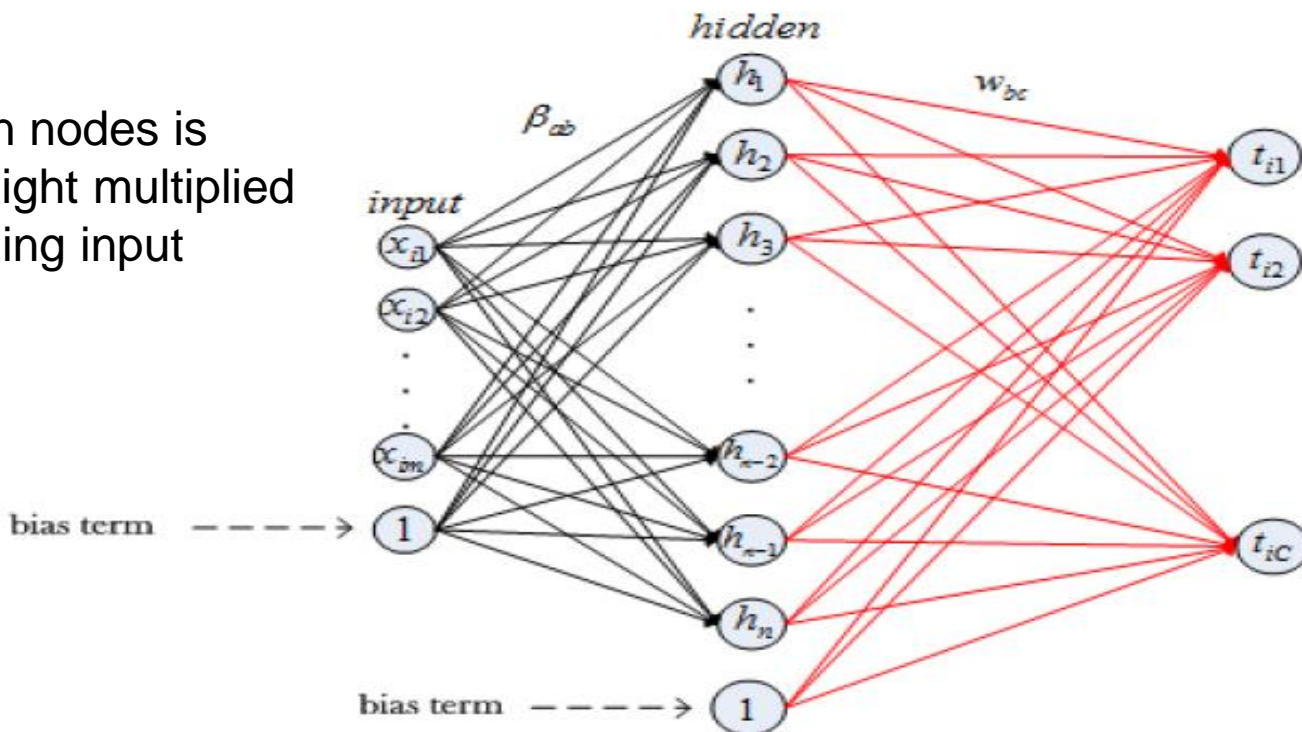 n nodes is
ight multiplied
ing input
hidden
input
β_ab
w_bc
x_i1
x_i2
x_im
1
h_1
h_2
h_3
h_n-2
h_n-1
h_n
1
t_i1
t_i2
t_iC
bias term
bias term